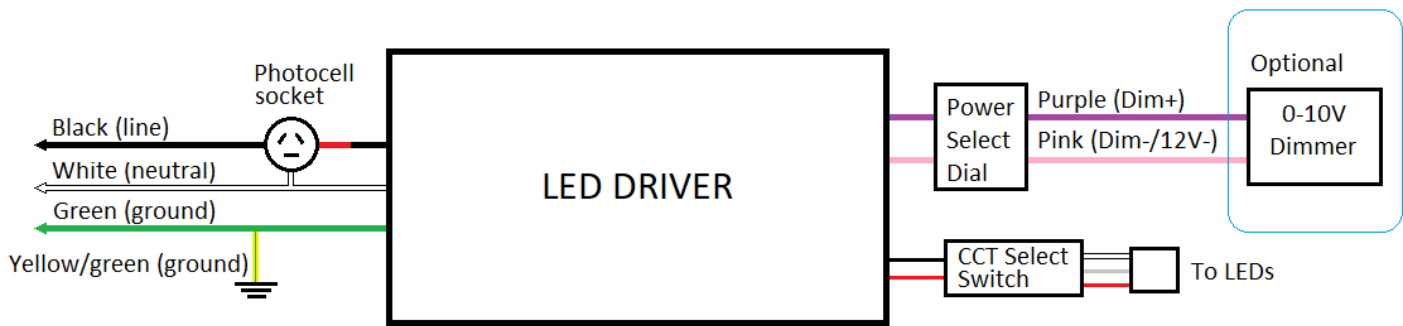 Photocell
socket
Black (line)
White (neutral)
Green (ground)
Yellow/green (ground)
LED DRIVER
Power
Select
Dial
Purple (Dim+)
Pink (Dim-/12V-)
Optional
0-10V
Dimmer
CCT Select
Switch
To LEDs